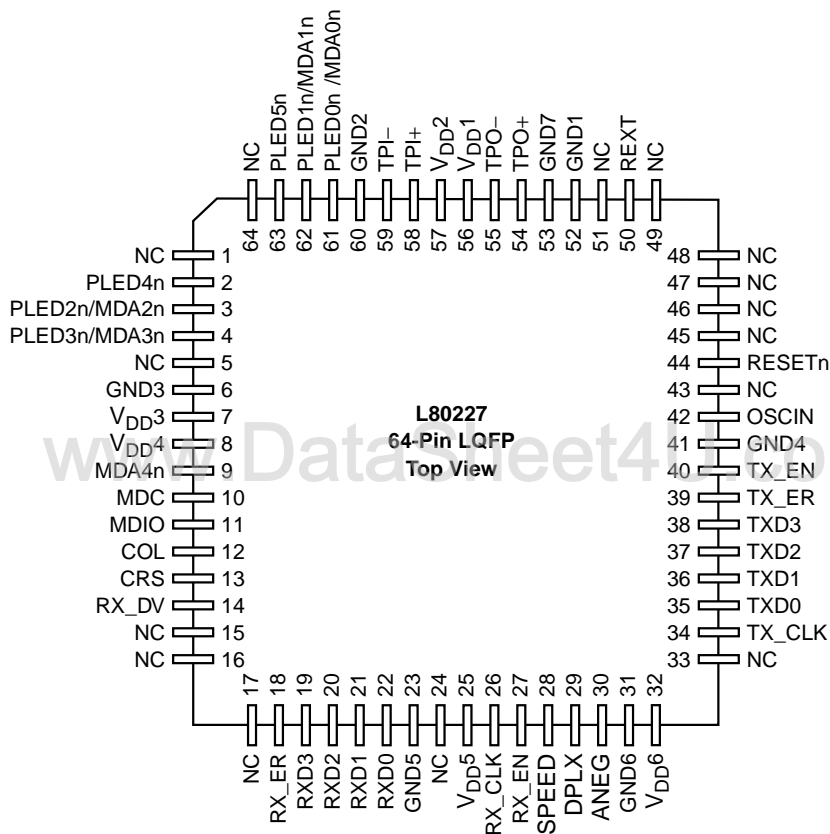 NC
PLED5n
PLED1n/MDA1n
PLED0n /MDA0n
GND2
TPI−
TPI+
VDD2
VDD1
TPO−
TPO+
GND7
GND1
NC
REXT
NC
64
63
62
61
60
59
58
57
56
55
54
53
52
51
50
49
NC 1
PLED4n 2
PLED2n/MDA2n 3
PLED3n/MDA3n 4
NC 5
GND3 6
VDD3 7
VDD4 8
MDA4n 9
MDC 10
MDIO 11
COL 12
CRS 13
RX_DV 14
NC 15
NC 16
L80227
64-Pin LQFP
Top View
www.DataSheet4U.co
48 NC
47 NC
46 NC
45 NC
44 RESETn
43 NC
42 OSCIN
41 GND4
40 TX_EN
39 TX_ER
38 TXD3
37 TXD2
36 TXD1
35 TXD0
34 TX_CLK
33 NC
17
18
19
20
21
22
23
24
25
26
27
28
29
30
31
32
NC
RX_ER
RXD3
RXD2
RXD1
RXD0
GND5
NC
VDD5
RX_CLK
RX_EN
SPEED
DPLX
ANEG
GND6
VDD6